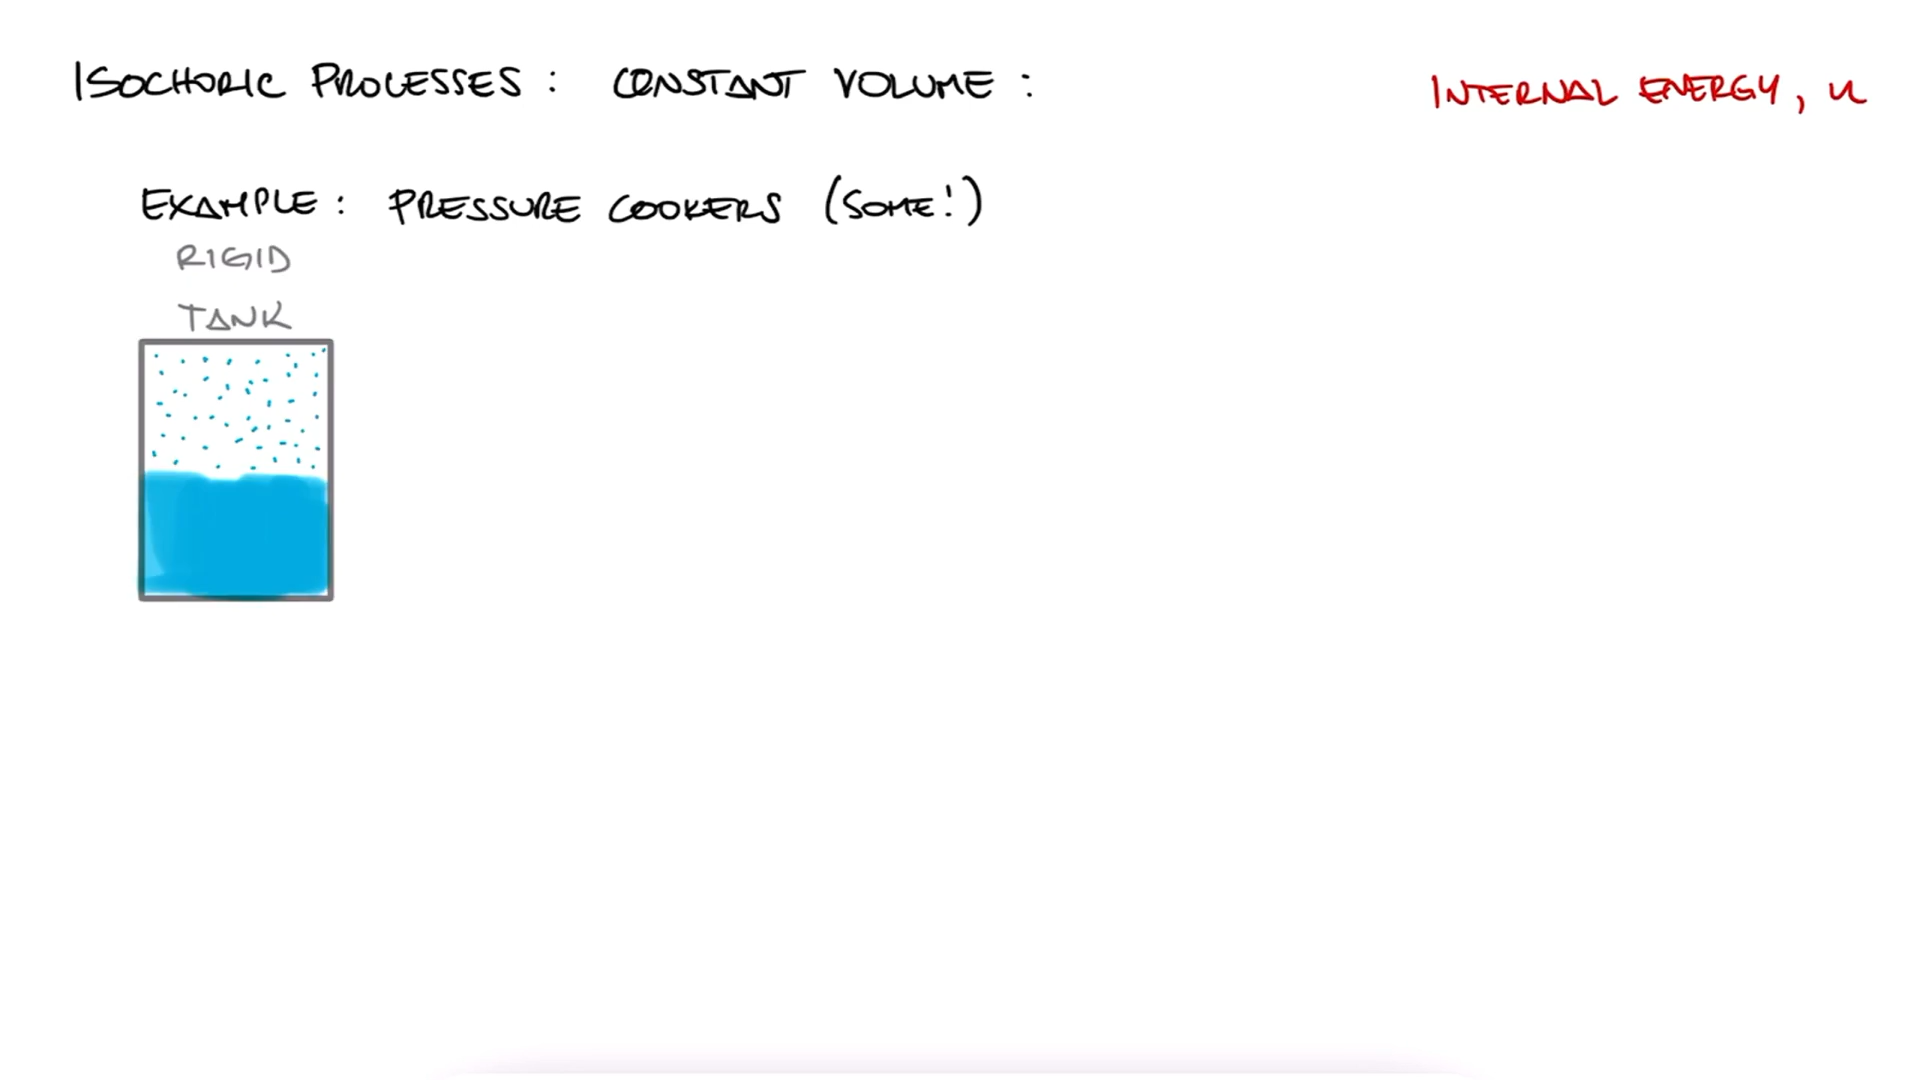 ISOCHORIC PROCESSES : CONSTANT VOLUME :
INTERNAL ENERGY, u
EXAMPLE : PRESSURE COOKERS (SOME!)
RIGID
TANK